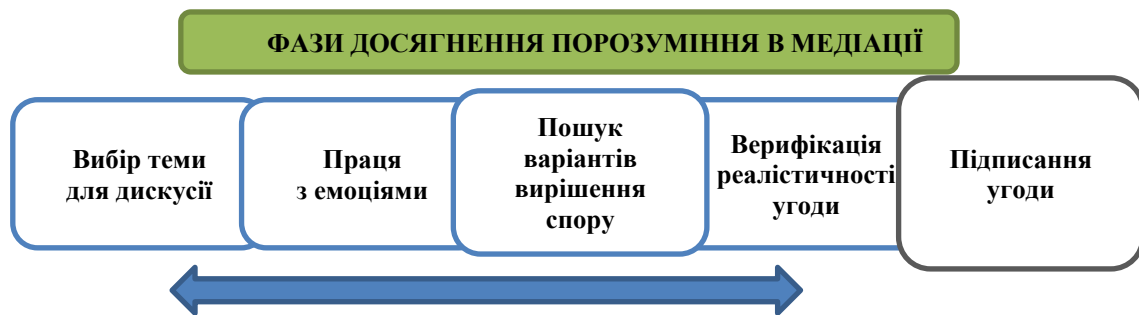 ФАЗИ ДОСЯГНЕННЯ ПОРОЗУМІННЯ В МЕДІАЦІЇ
Вибір теми
для дискусії
Праця
з емоціями
Пошук
варіантів
вирішення
спору
Верифікація
реалістичності
угоди
Підписання
угоди